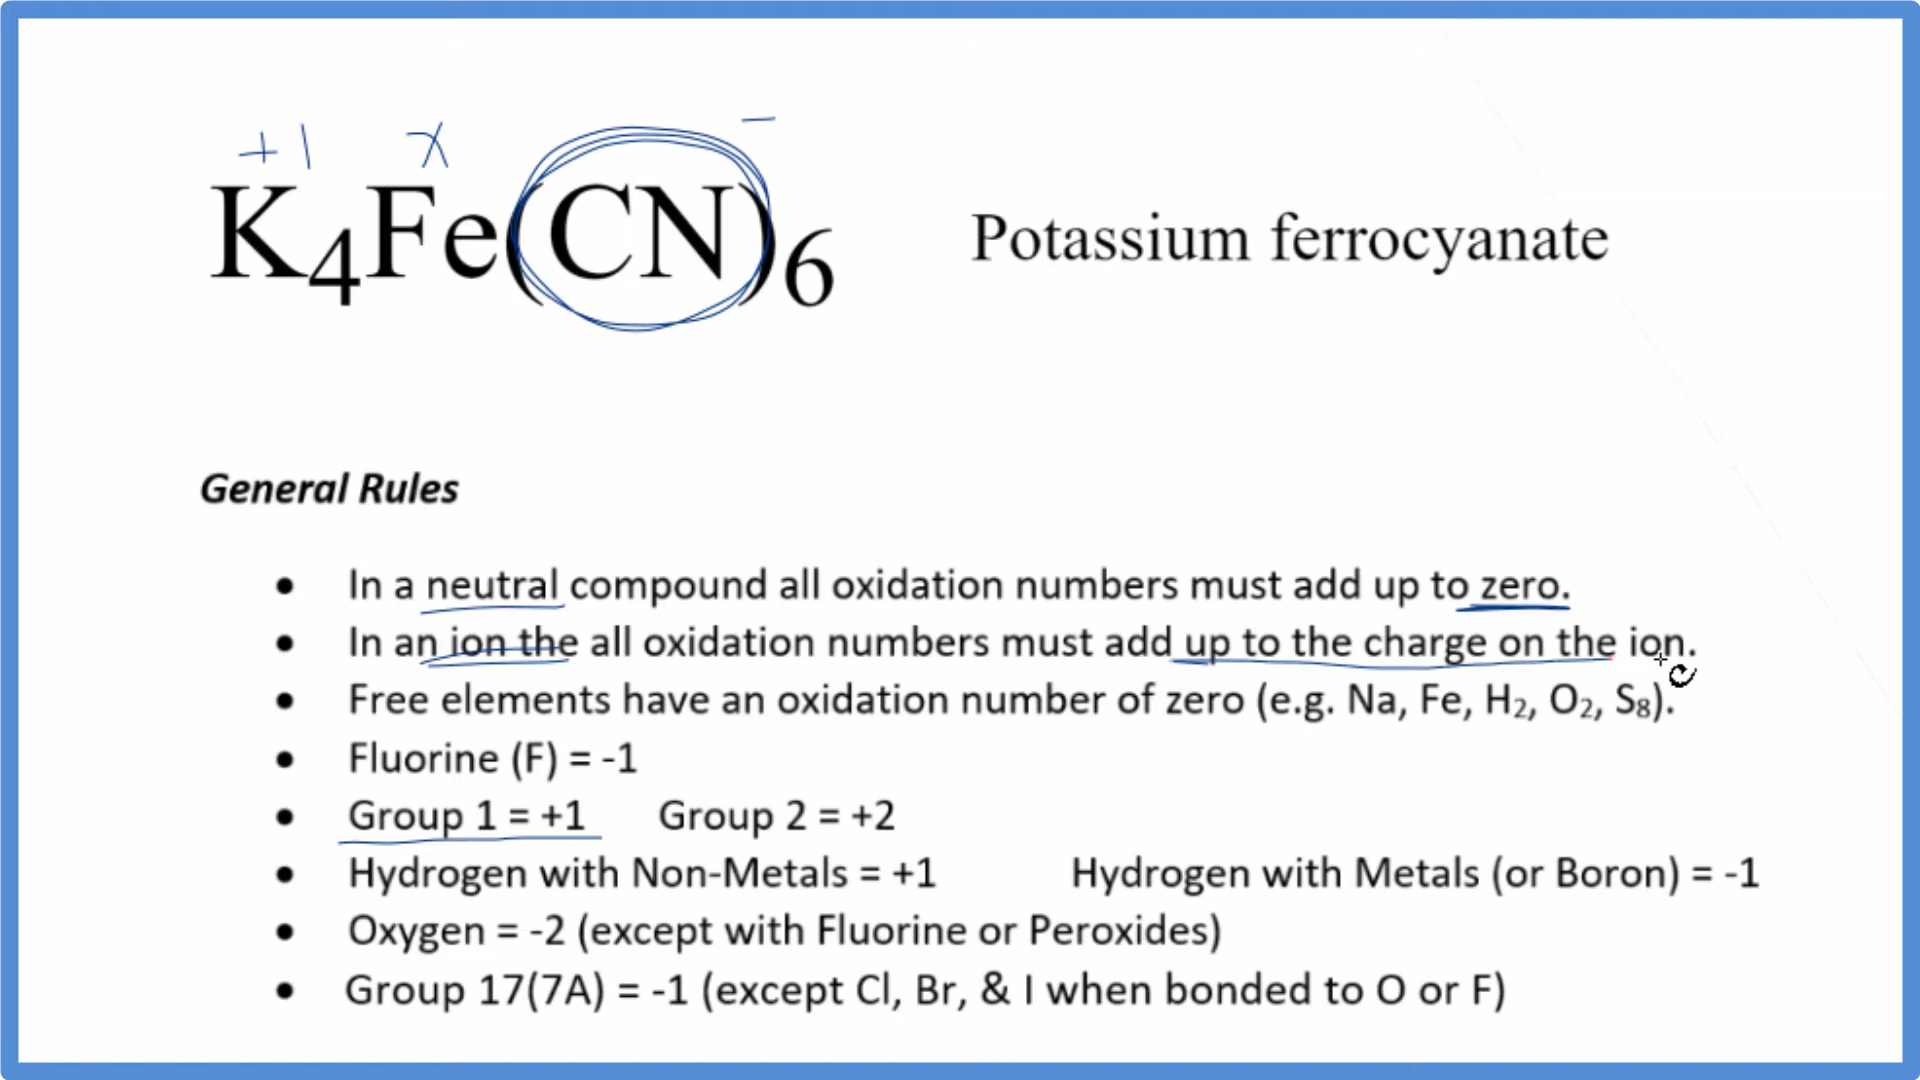 +1 x −
K₄Fe(CN)₆ Potassium ferrocyanate
General Rules
• In a neutral compound all oxidation numbers must add up to zero.
• In an ion the all oxidation numbers must add up to the charge on the ion.
• Free elements have an oxidation number of zero (e.g. Na, Fe, H₂, O₂, S₈).
• Fluorine (F) = -1
• Group 1 = +1 Group 2 = +2
• Hydrogen with Non-Metals = +1 Hydrogen with Metals (or Boron) = -1
• Oxygen = -2 (except with Fluorine or Peroxides)
• Group 17(7A) = -1 (except Cl, Br, & I when bonded to O or F)